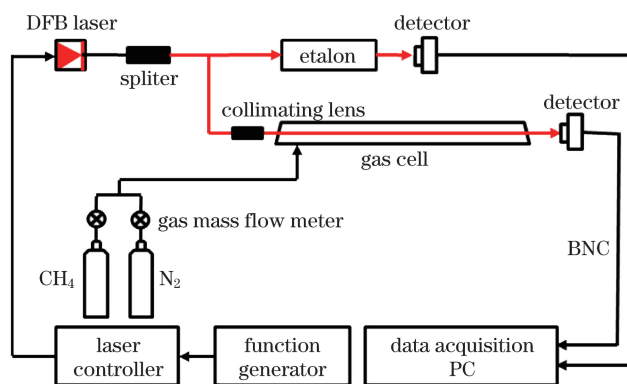 DFB laser
spliter
etalon
detector
collimating lens
gas cell
detector
gas mass flow meter
CH₄
N₂
BNC
laser
controller
function
generator
data acquisition
PC